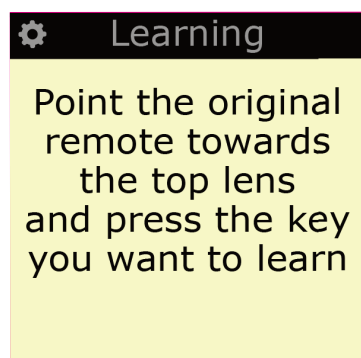 Learning
Point the original
remote towards
the top lens
and press the key
you want to learn